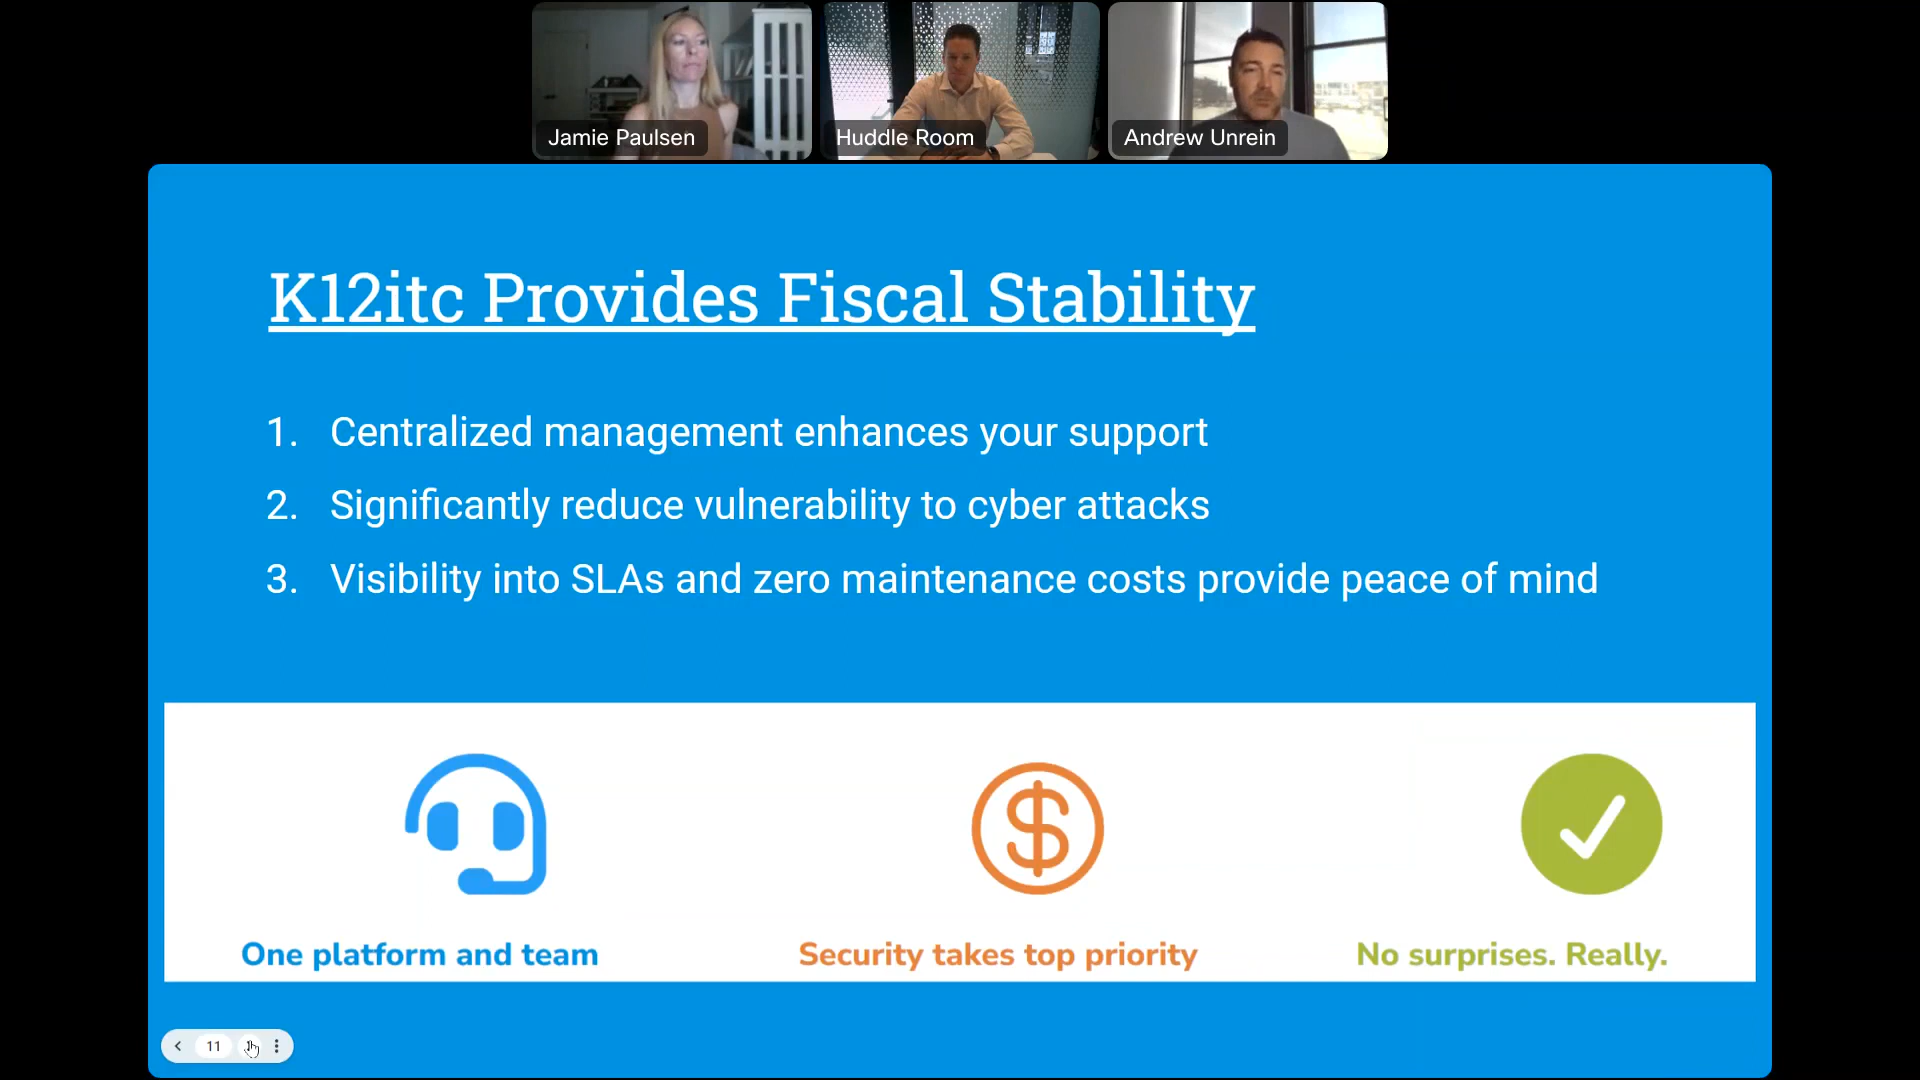 Jamie Paulsen
Huddle Room
Andrew Unrein
K12itc Provides Fiscal Stability
1. Centralized management enhances your support
2. Significantly reduce vulnerability to cyber attacks
3. Visibility into SLAs and zero maintenance costs provide peace of mind
One platform and team
Security takes top priority
No surprises. Really.
11